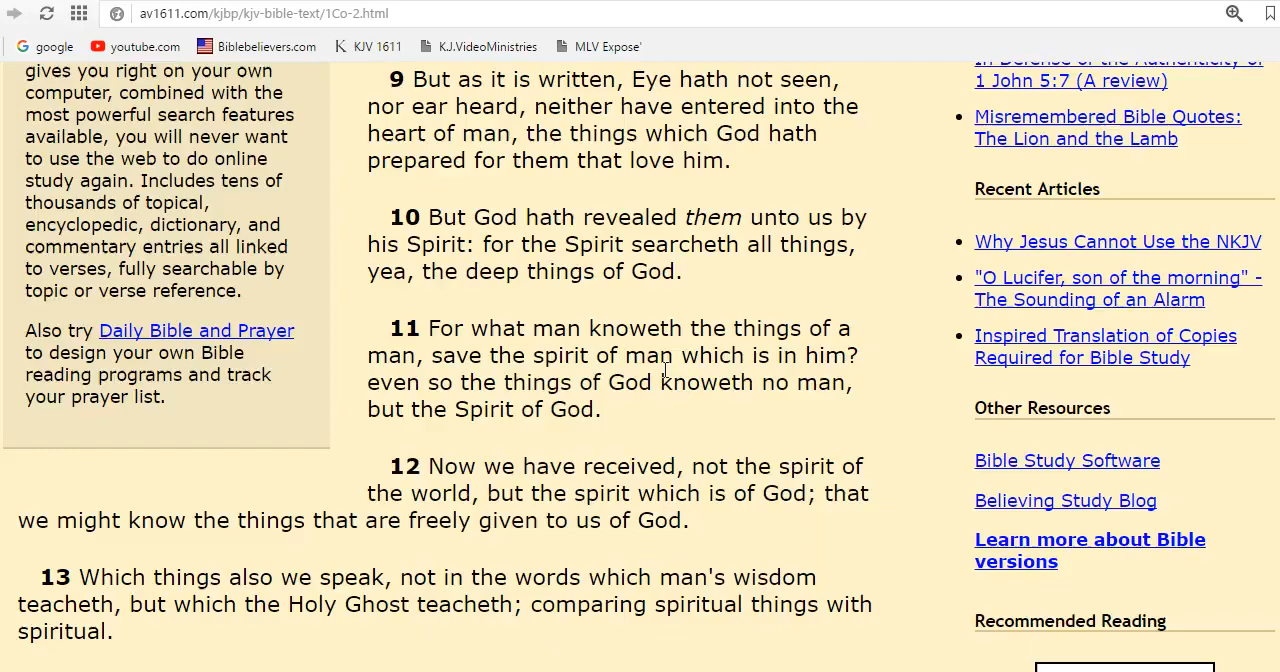 av1611.com/kjbp/kjv-bible-text/1Co-2.html
google youtube.com Biblebelievers.com KJV 1611 K.J.VideoMinistries MLV Expose'
gives you right on your own
computer, combined with the
most powerful search features
available, you will never want
to use the web to do online
study again. Includes tens of
thousands of topical,
encyclopedic, dictionary, and
commentary entries all linked
to verses, fully searchable by
topic or verse reference.
Also try Daily Bible and Prayer
to design your own Bible
reading programs and track
your prayer list.
9 But as it is written, Eye hath not seen,
nor ear heard, neither have entered into the
heart of man, the things which God hath
prepared for them that love him.
10 But God hath revealed them unto us by
his Spirit: for the Spirit searcheth all things,
yea, the deep things of God.
11 For what man knoweth the things of a
man, save the spirit of man which is in him?
even so the things of God knoweth no man,
but the Spirit of God.
12 Now we have received, not the spirit of
the world, but the spirit which is of God; that
we might know the things that are freely given to us of God.
13 Which things also we speak, not in the words which man's wisdom
teacheth, but which the Holy Ghost teacheth; comparing spiritual things with
spiritual.
In Defense of the Authenticity of
1 John 5:7 (A review)
Misremembered Bible Quotes:
The Lion and the Lamb
Recent Articles
Why Jesus Cannot Use the NKJV
"O Lucifer, son of the morning" -
The Sounding of an Alarm
Inspired Translation of Copies
Required for Bible Study
Other Resources
Bible Study Software
Believing Study Blog
Learn more about Bible
versions
Recommended Reading